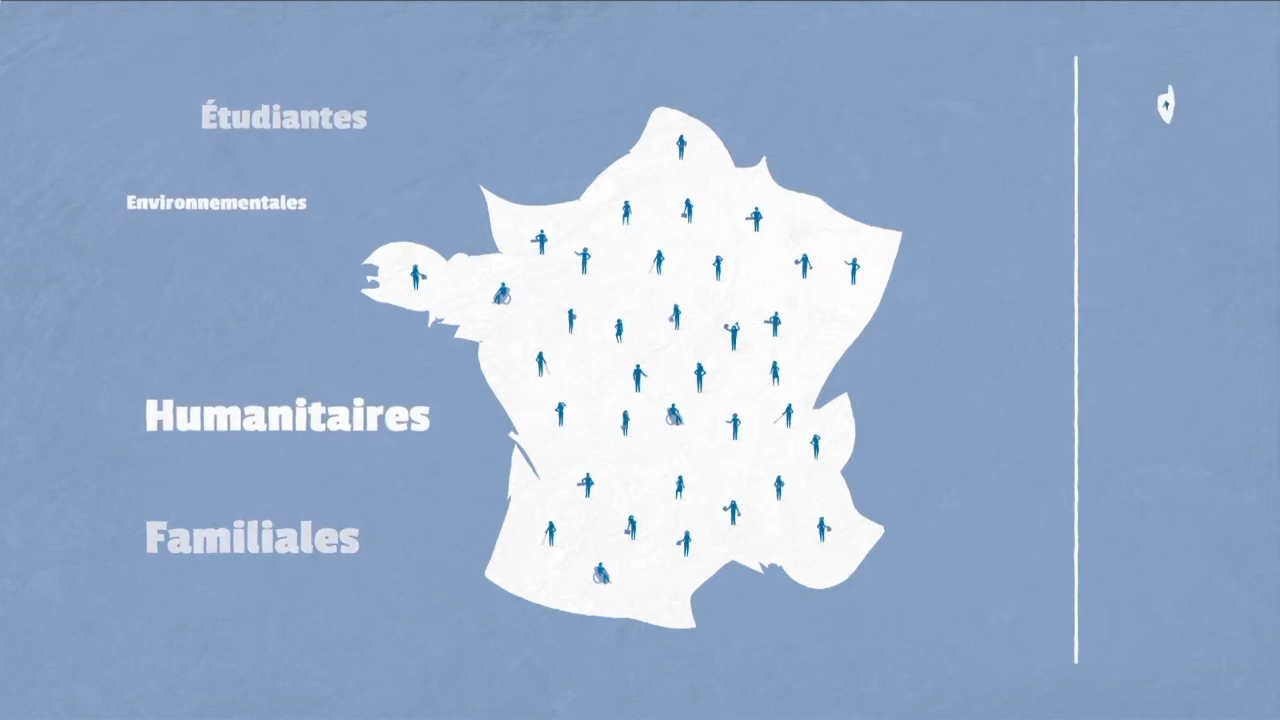 Étudiantes
Environnementales
Humanitaires
Familiales